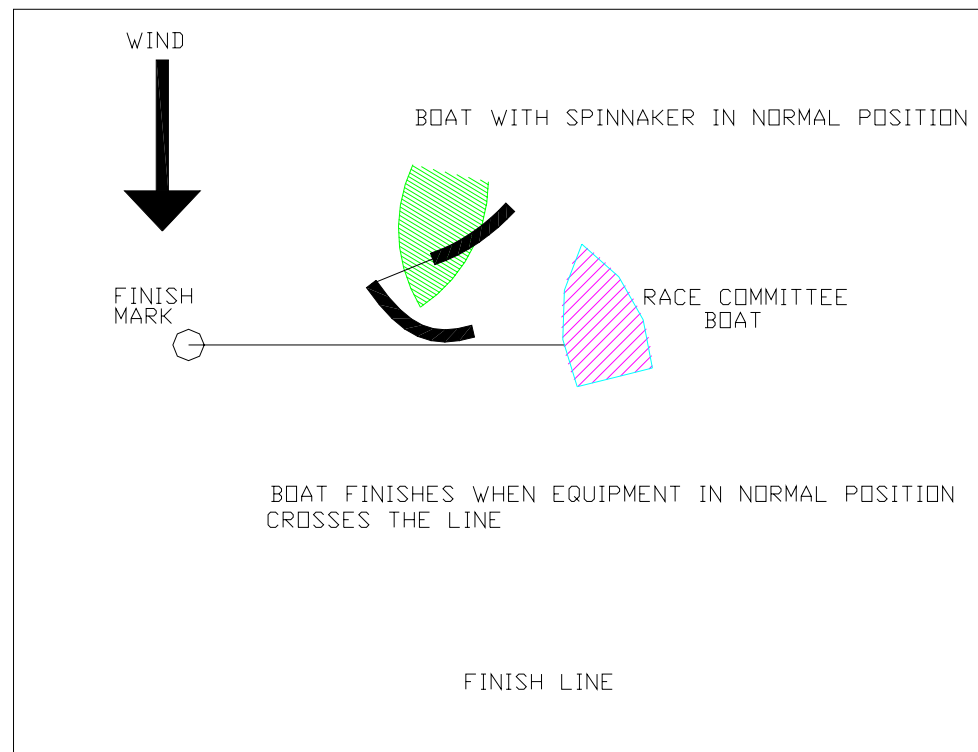 WIND
BOAT WITH SPINNAKER IN NORMAL POSITION
FINISH
MARK
RACE COMMITTEE
BOAT
BOAT FINISHES WHEN EQUIPMENT IN NORMAL POSITION
CROSSES THE LINE
FINISH LINE